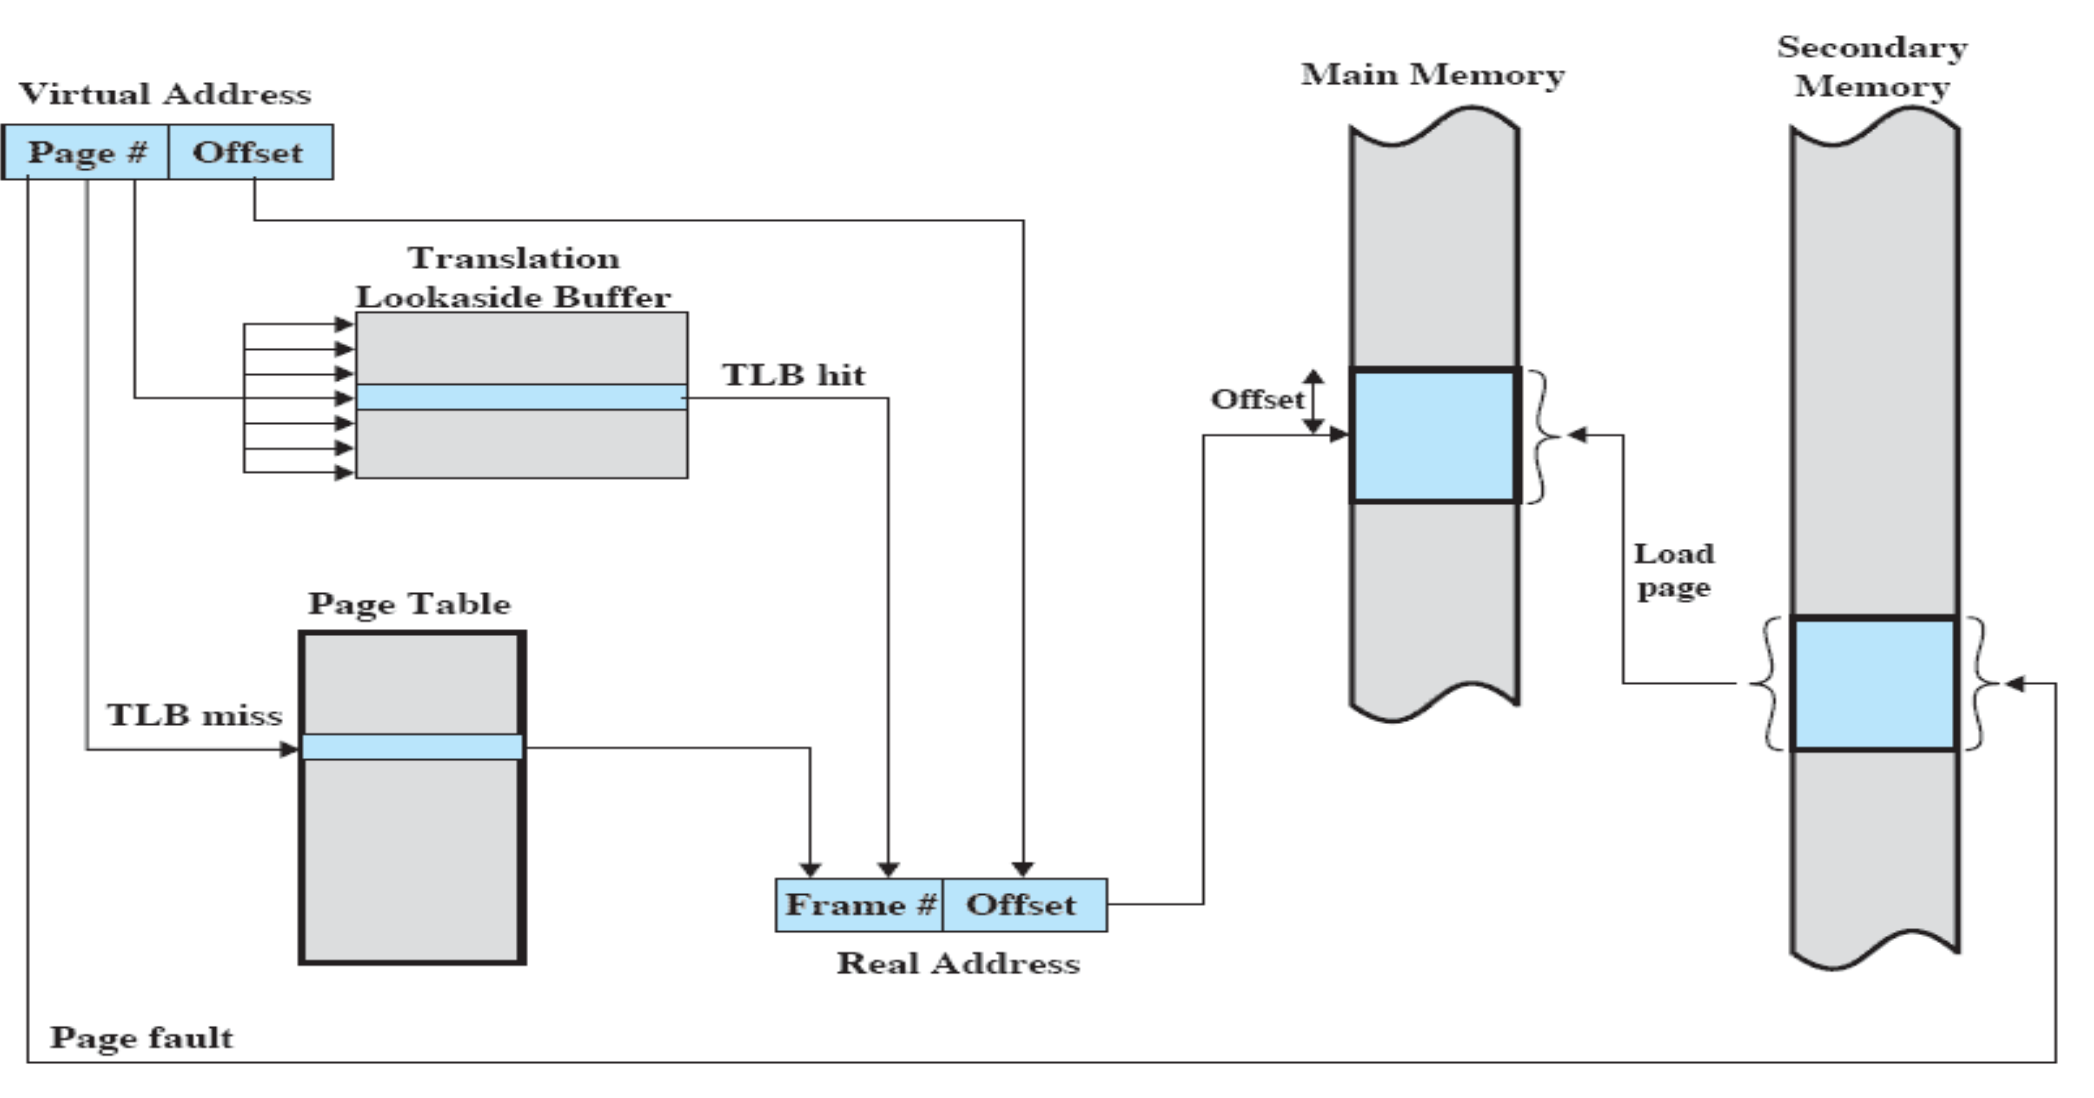 Virtual Address
Page #
Offset
Translation
Lookaside Buffer
TLB hit
Page Table
TLB miss
Frame #
Offset
Real Address
Page fault
Main Memory
Offset
Load
page
Secondary
Memory